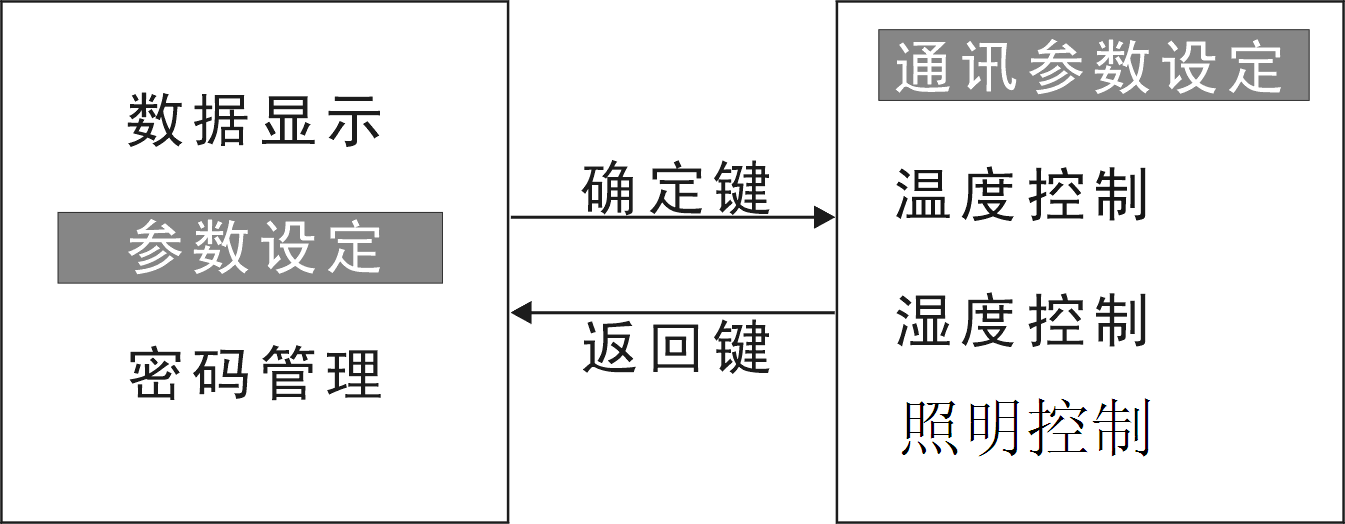 数据显示
参数设定
密码管理
确定键
返回键
通讯参数设定
温度控制
湿度控制
照明控制